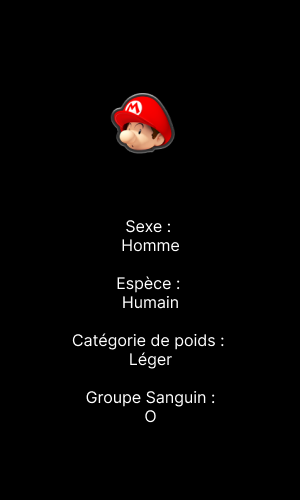 M
Sexe :
Homme
Espèce :
Humain
Catégorie de poids :
Léger
Groupe Sanguin :
O